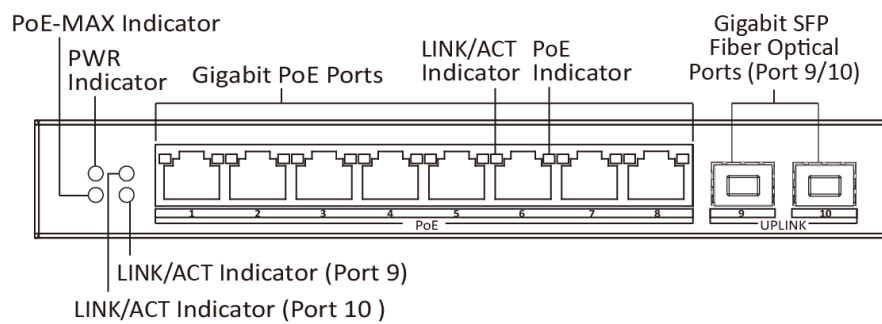 PoE-MAX Indicator
PWR
Indicator
Gigabit PoE Ports
LINK/ACT
Indicator
PoE
Indicator
Gigabit SFP
Fiber Optical
Ports (Port 9/10)
1 2 3 4 5 6 7 8 9 10
PoE UPLINK
LINK/ACT Indicator (Port 9)
LINK/ACT Indicator (Port 10 )